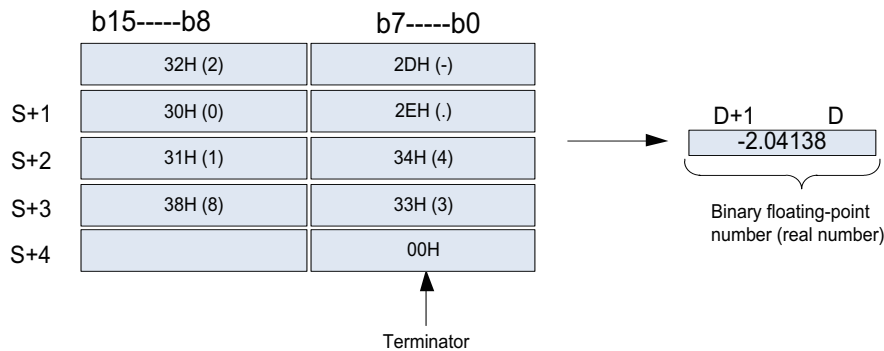 b15-----b8 b7-----b0
32H (2) 2DH (-)
S+1 30H (0) 2EH (.)
S+2 31H (1) 34H (4)
S+3 38H (8) 33H (3)
S+4 00H
Terminator
D+1 D
-2.04138
Binary floating-point
number (real number)